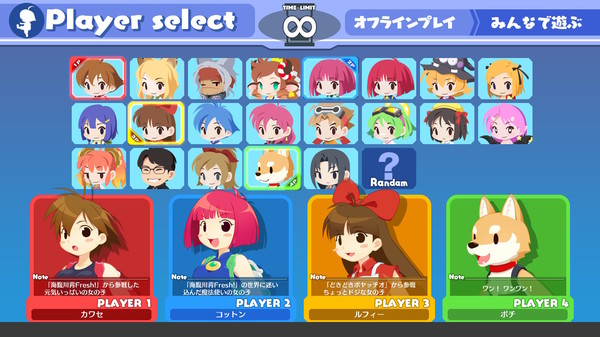 Player select
TIME LIMIT
∞
オフラインプレイ
みんなで遊ぶ
1P
2P
?
Randam
Note
「海腹川背Fresh!」から参戦した
元気いっぱいの女の子
PLAYER 1
カワセ
Note
「海腹川背Fresh!」の世界に迷い
込んだ魔法使いの女の子
PLAYER 2
コットン
Note
「どきどきポヤッチオ」から参戦
ちょっとドジな女の子
PLAYER 3
ルフィー
Note
ワン! ワンワン!
PLAYER 4
ポチ